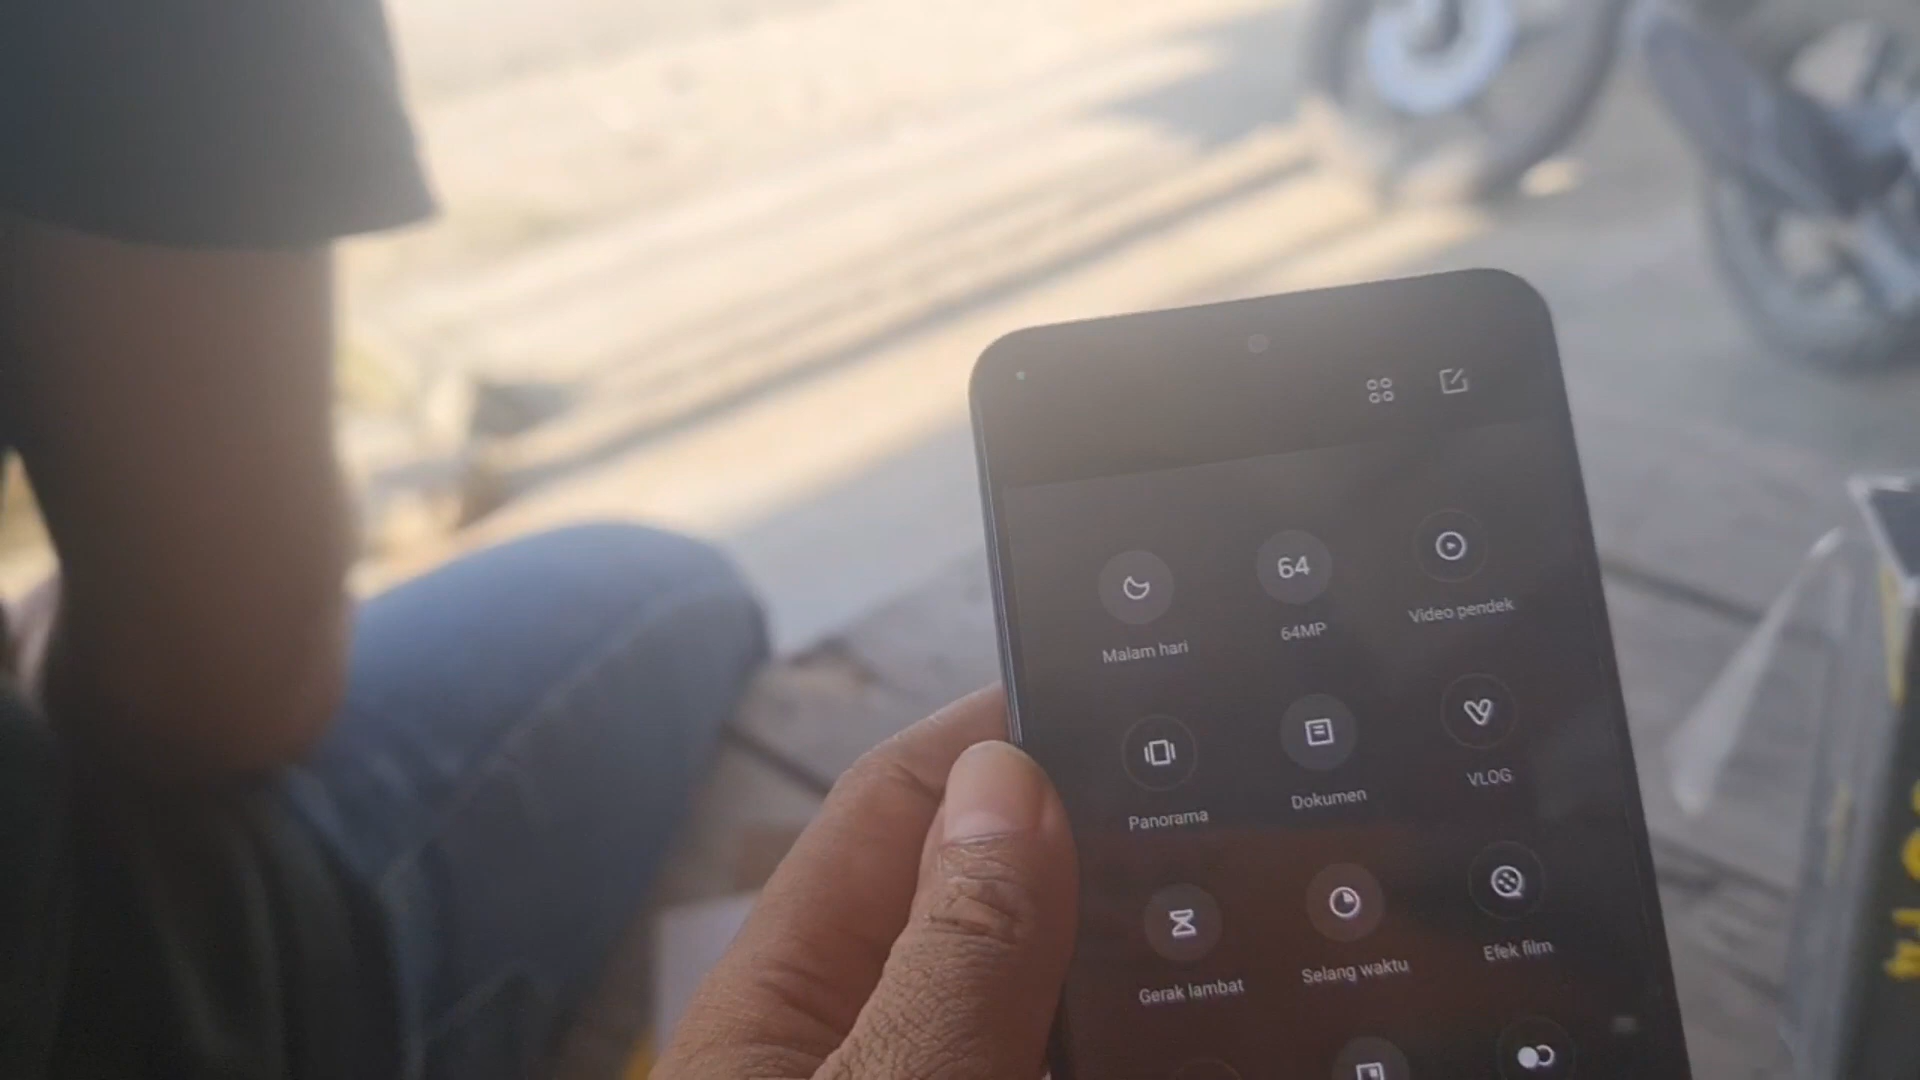 64
Malam hari
64MP
Video pendek
Panorama
Dokumen
VLOG
Gerak lambat
Selang waktu
Efek film